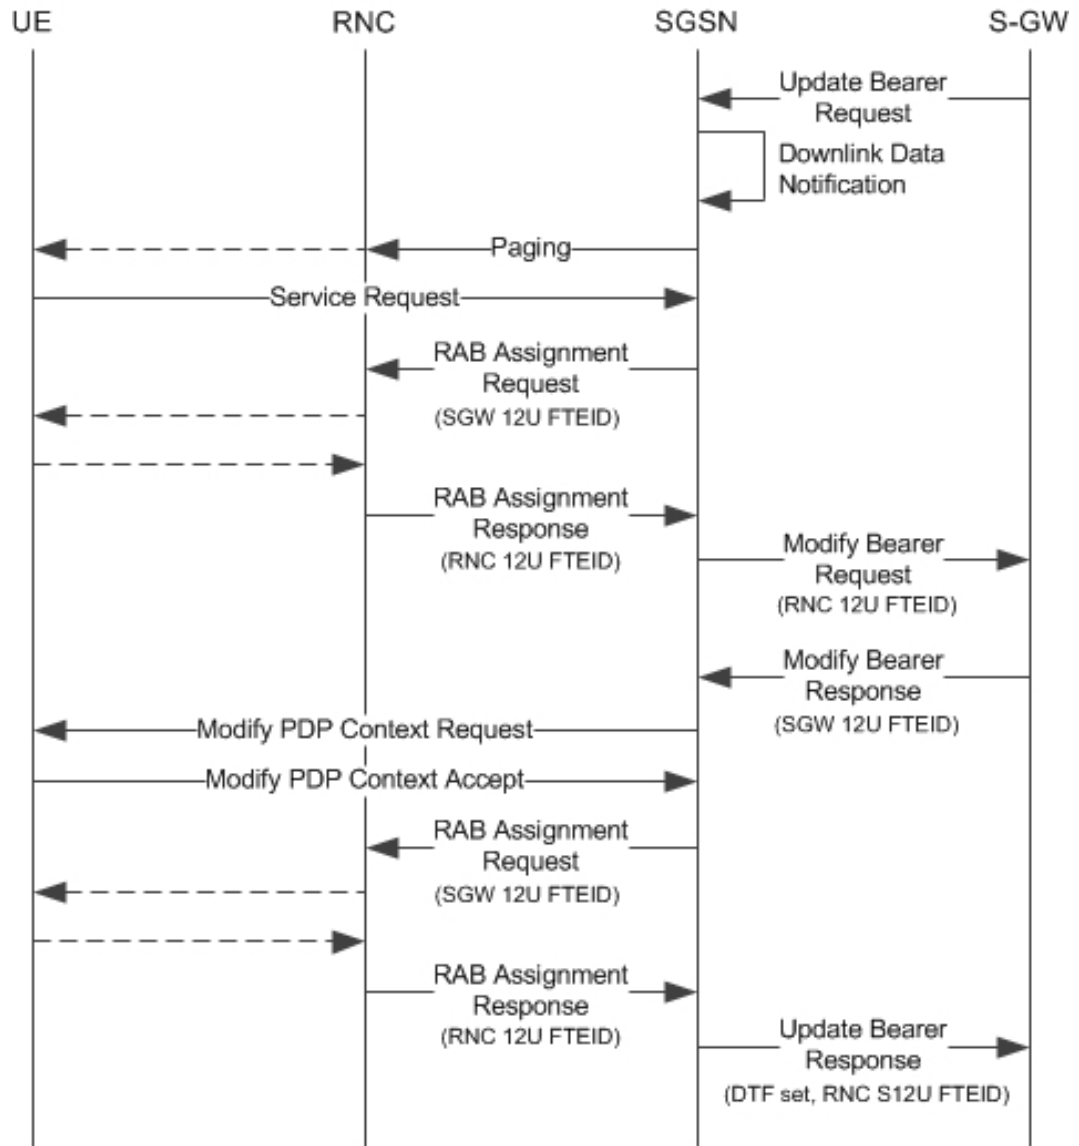 UE RNC SGSN S-GW
Update Bearer
Request
Downlink Data
Notification
Paging
Service Request
RAB Assignment
Request
(SGW 12U FTEID)
RAB Assignment
Response
(RNC 12U FTEID)
Modify Bearer
Request
(RNC 12U FTEID)
Modify Bearer
Response
(SGW 12U FTEID)
Modify PDP Context Request
Modify PDP Context Accept
RAB Assignment
Request
(SGW 12U FTEID)
RAB Assignment
Response
(RNC 12U FTEID)
Update Bearer
Response
(DTF set, RNC S12U FTEID)